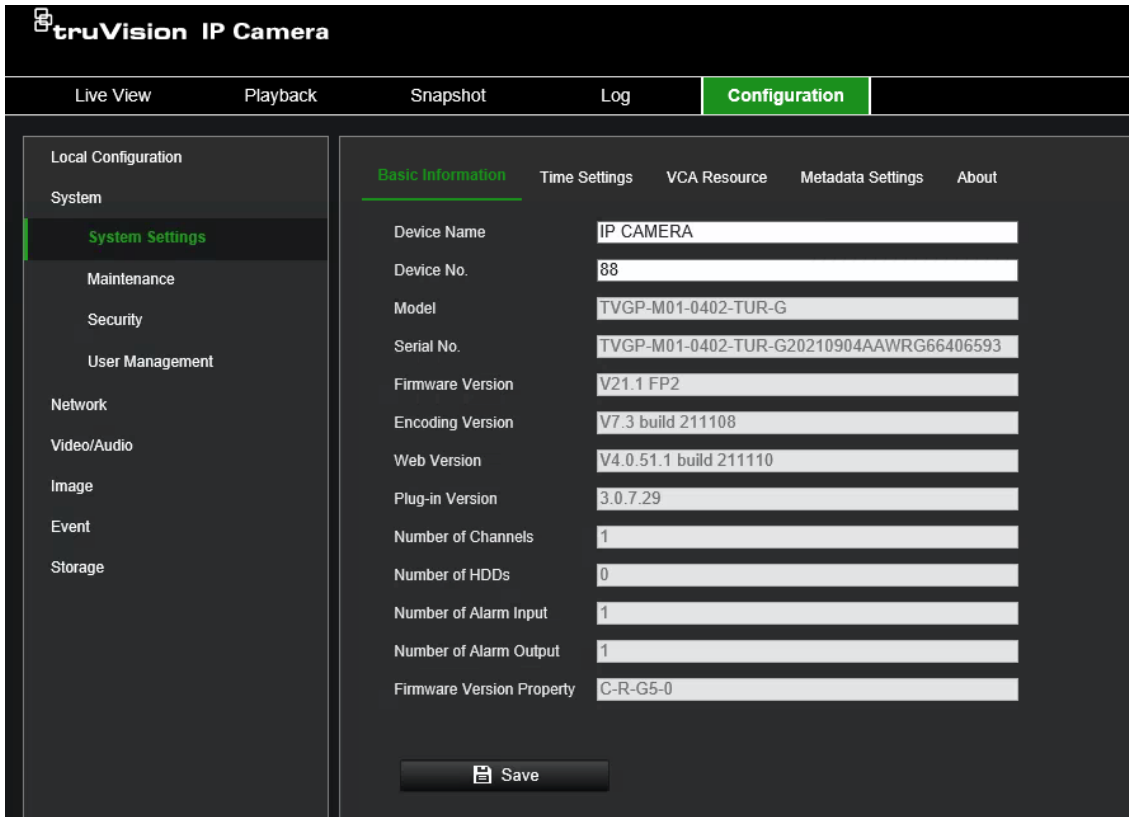 truVision IP Camera
Live View Playback Snapshot Log Configuration
Local Configuration
System
System Settings
Maintenance
Security
User Management
Network
Video/Audio
Image
Event
Storage
Basic Information Time Settings VCA Resource Metadata Settings About
Device Name IP CAMERA
Device No. 88
Model TVGP-M01-0402-TUR-G
Serial No. TVGP-M01-0402-TUR-G20210904AAWRG66406593
Firmware Version V21.1 FP2
Encoding Version V7.3 build 211108
Web Version V4.0.51.1 build 211110
Plug-in Version 3.0.7.29
Number of Channels 1
Number of HDDs 0
Number of Alarm Input 1
Number of Alarm Output 1
Firmware Version Property C-R-G5-0
Save